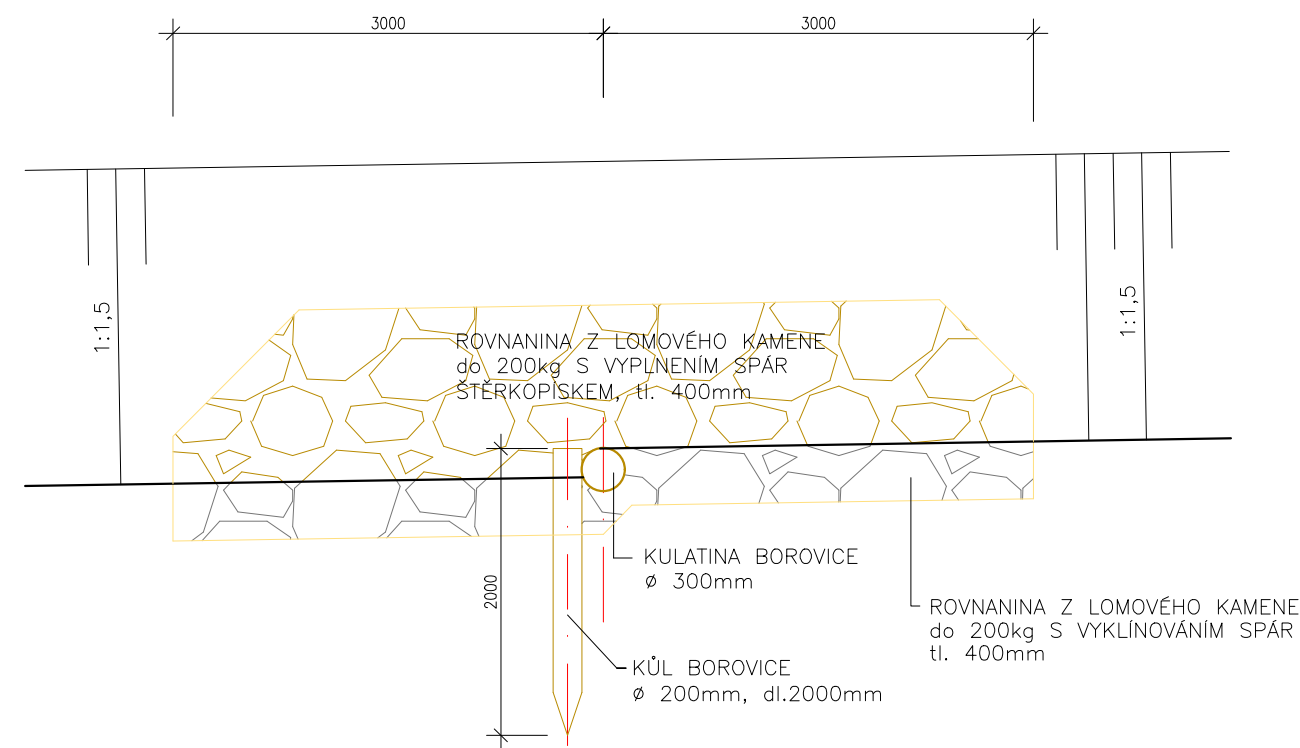 3000
3000
1:1,5
1:1,5
ROVNANINA Z LOMOVÉHO KAMENE
do 200kg S VYPLNENÍM SPÁR
ŠTĚRKOPÍSKEM, tl. 400mm
KULATINA BOROVICE
ø 300mm
2000
ROVNANINA Z LOMOVÉHO KAMENE
do 200kg S VYKLÍNOVÁNÍM SPÁR
tl. 400mm
KŮL BOROVICE
ø 200mm, dl.2000mm